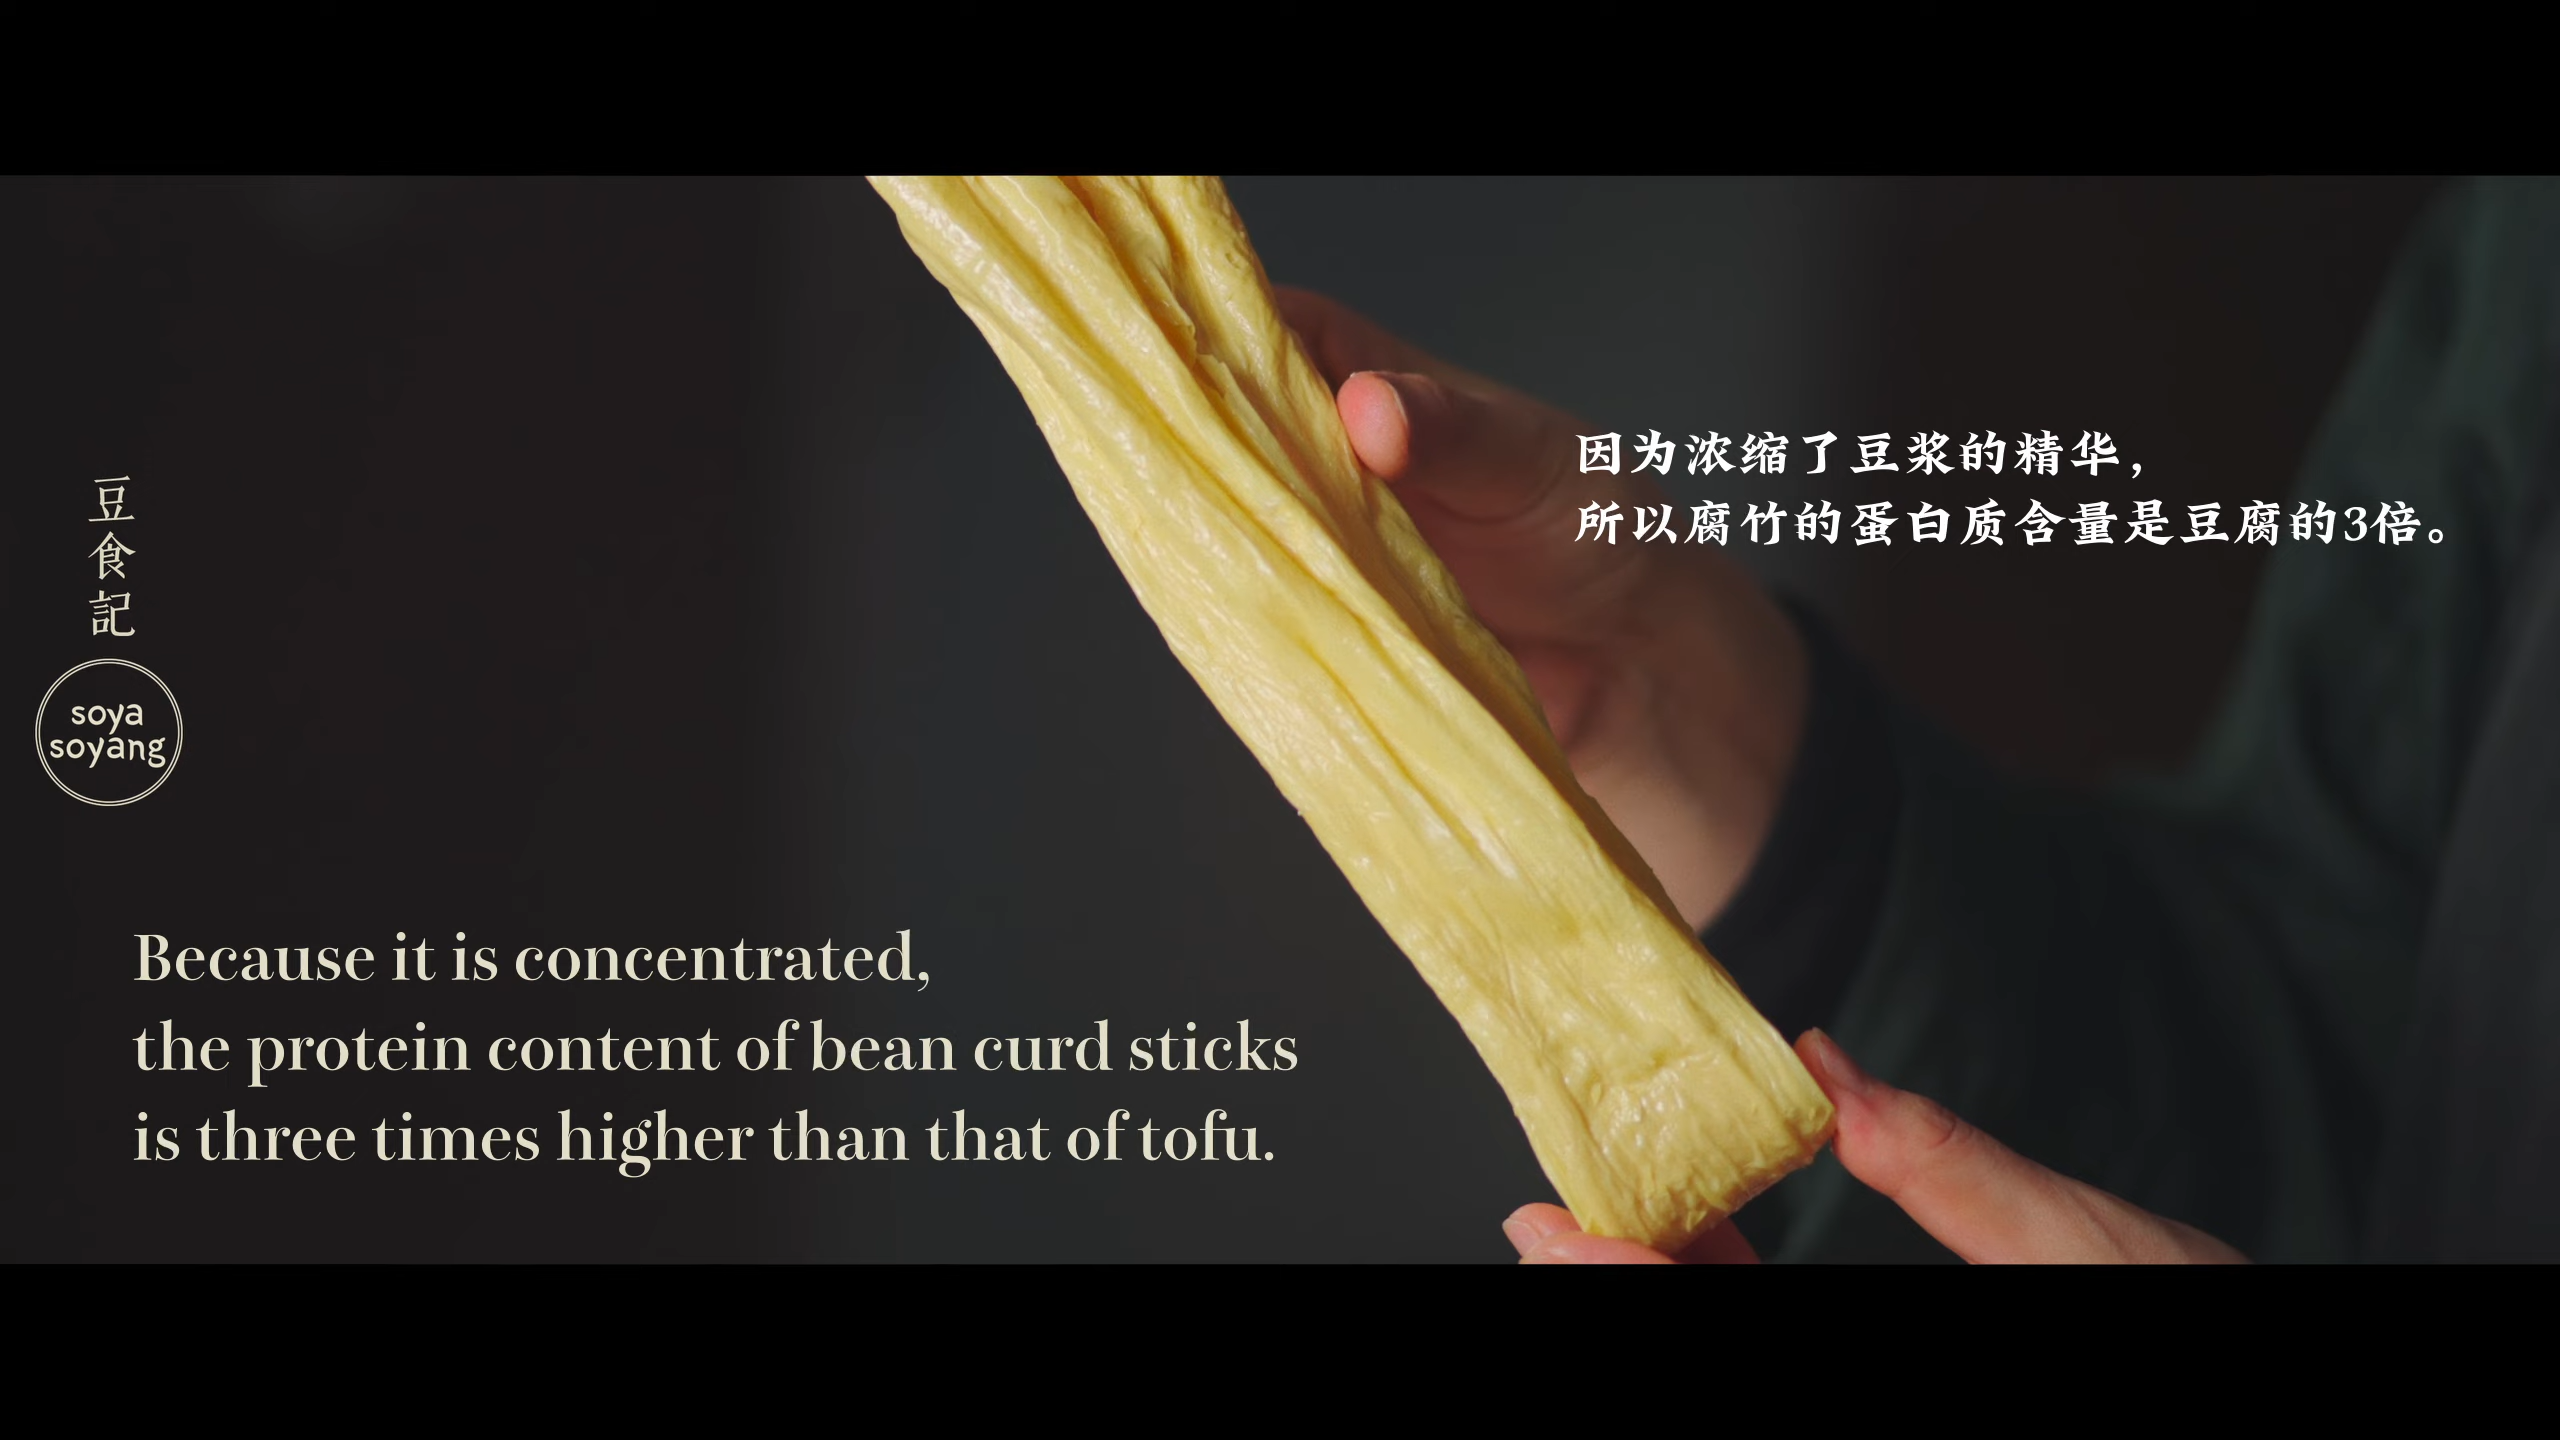 豆食記
soya
soyang
因为浓缩了豆浆的精华，
所以腐竹的蛋白质含量是豆腐的3倍。
Because it is concentrated,
the protein content of bean curd sticks
is three times higher than that of tofu.